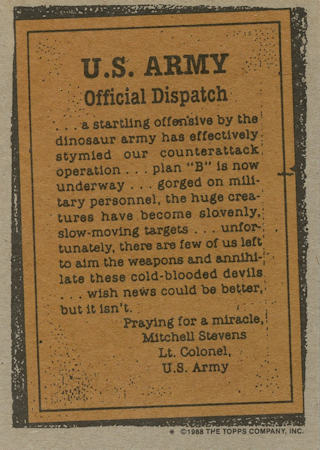 U.S. ARMY
Official Dispatch
. . . a startling offensive by the
dinosaur army has effectively
stymied our counterattack
operation . . . plan “B” is now
underway . . . gorged on mili-
tary personnel, the huge crea-
tures have become slovenly,
slow-moving targets . . . unfor-
tunately, there are few of us left
to aim the weapons and annihi-
late these cold-blooded devils
. . . wish news could be better,
but it isn't.
Praying for a miracle,
Mitchell Stevens
Lt. Colonel,
U.S. Army
* ©1988 THE TOPPS COMPANY, INC.